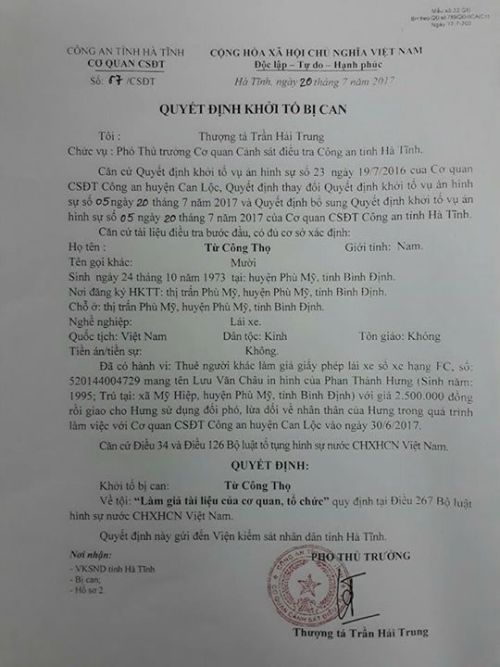 Mẫu số 22 QĐ
Ngày
CÔNG AN TỈNH HÀ TĨNH
CỘNG HÒA XÃ HỘI CHỦ NGHĨA VIỆT NAM
CƠ QUAN CSĐT
Độc lập – Tự do – Hạnh phúc
Số: /CSĐT
Hà Tĩnh, ngày 20 tháng 7 năm 2017
QUYẾT ĐỊNH KHỞI TỐ BỊ CAN
Tôi : Thượng tá Trần Hải Trung
Chức vụ : Phó Thủ trưởng Cơ quan Cảnh sát điều tra Công an tỉnh Hà Tĩnh.
Căn cứ Quyết định khởi tố vụ án hình sự số 23 ngày 19/7/2016 của Cơ quan
CSĐT Công an huyện Can Lộc, Quyết định thay đổi Quyết định khởi tố vụ án hình
sự số 05 ngày 20 tháng 7 năm 2017 và Quyết định bổ sung Quyết định khởi tố vụ án
hình sự số 05 ngày 20 tháng 7 năm 2017 của Cơ quan CSĐT Công an tỉnh Hà Tĩnh.
Căn cứ tài liệu điều tra bước đầu, có đủ cơ sở xác định:
Họ tên : Từ Công Thọ Giới tính: Nam.
Tên gọi khác: Mười
Sinh ngày 24 tháng 10 năm 1973 tại: huyện Phù Mỹ, tỉnh Bình Định.
Nơi đăng ký HKTT: thị trấn Phù Mỹ, huyện Phù Mỹ, tỉnh Bình Định.
Chỗ ở: thị trấn Phù Mỹ, huyện Phù Mỹ, tỉnh Bình Định.
Nghề nghiệp: Lái xe.
Quốc tịch: Việt Nam Dân tộc: Kinh Tôn giáo: Không
Tiền án/tiền sự: Không.
Đã có hành vi: Thuê người khác làm giả giấy phép lái xe số xe hạng FC, số:
520144004729 mang tên Lưu Văn Châu in hình của Phan Thành Hưng (Sinh năm:
1995; Trú tại: xã Mỹ Hiệp, huyện Phù Mỹ, tỉnh Bình Định) với giá 2.500.000 đồng
rồi giao cho Hưng sử dụng đối phó, lừa dối về nhân thân của Hưng trong quá trình
làm việc với Cơ quan CSĐT Công an huyện Can Lộc vào ngày 30/6/2017.
Căn cứ Điều 34 và Điều 126 Bộ luật tố tụng hình sự nước CHXHCN Việt Nam.
QUYẾT ĐỊNH:
Khởi tố bị can: Từ Công Thọ
Về tội: “Làm giả tài liệu của cơ quan, tổ chức” quy định tại Điều 267 Bộ luật
hình sự nước CHXHCN Việt Nam.
Quyết định này gửi đến Viện kiểm sát nhân dân tỉnh Hà Tĩnh.
Nơi nhận:
PHÓ THỦ TRƯỞNG
- VKSND tỉnh Hà Tĩnh
- Bị can;
- Hồ sơ 2.
Thượng tá Trần Hải Trung